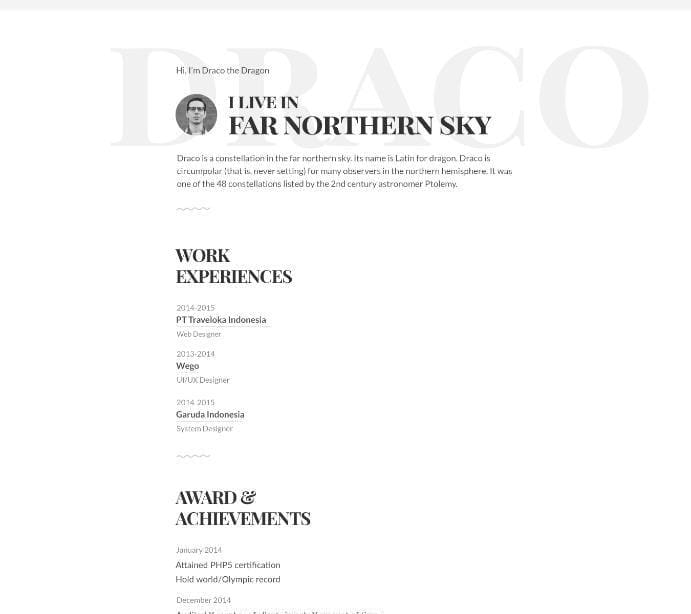 DRACO
Hi, I'm Draco the Dragon
I LIVE IN
FAR NORTHERN SKY
Draco is a constellation in the far northern sky. Its name is Latin for dragon. Draco is
circumpolar (that is, never setting) for many observers in the northern hemisphere. It was
one of the 48 constellations listed by the 2nd century astronomer Ptolemy.
WORK
EXPERIENCES
2014-2015
PT Traveloka Indonesia
Web Designer
2013-2014
Wego
UI/UX Designer
2014-2015
Garuda Indonesia
System Designer
AWARD &
ACHIEVEMENTS
January 2014
Attained PHP5 certification
Hold world/Olympic record
December 2014